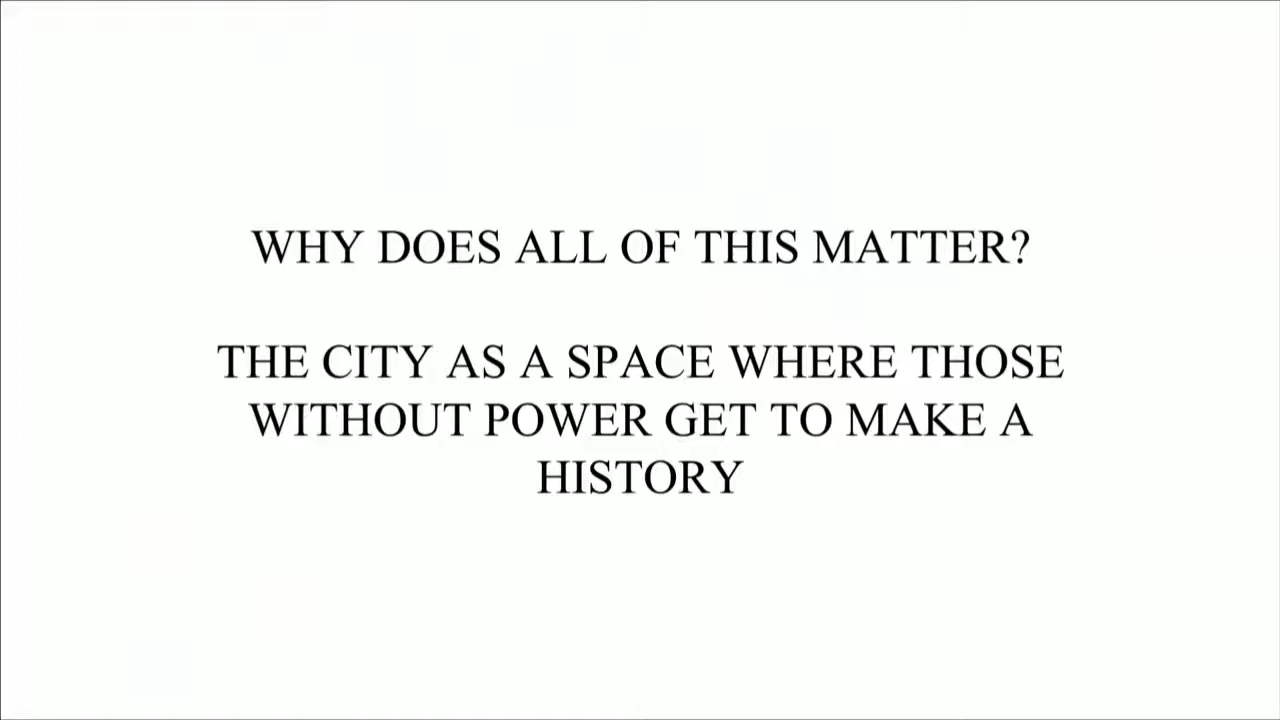 WHY DOES ALL OF THIS MATTER?
THE CITY AS A SPACE WHERE THOSE
WITHOUT POWER GET TO MAKE A
HISTORY